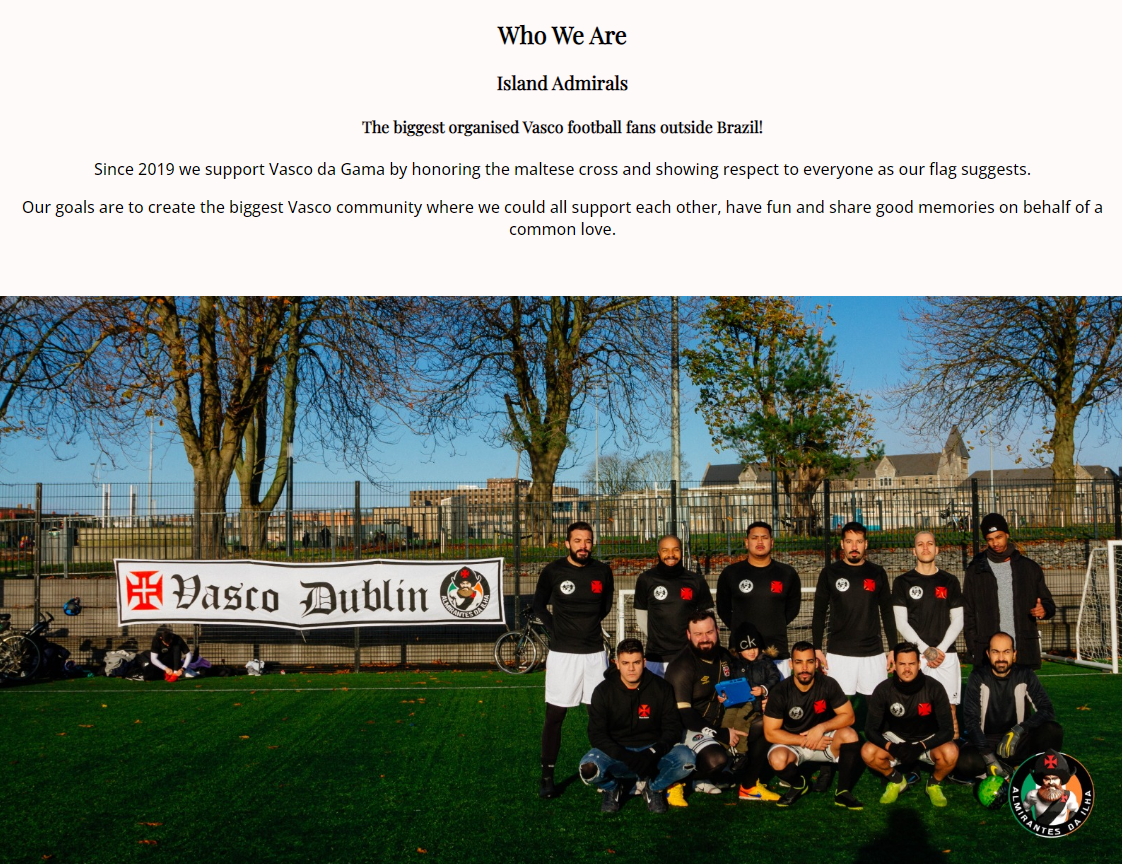 Who We Are
Island Admirals
The biggest organised Vasco football fans outside Brazil!
Since 2019 we support Vasco da Gama by honoring the maltese cross and showing respect to everyone as our flag suggests.
Our goals are to create the biggest Vasco community where we could all support each other, have fun and share good memories on behalf of a
common love.
Vasco Dublin
ALMIRANTES DA ILHA
ck
ALMIRANTES DA ILHA